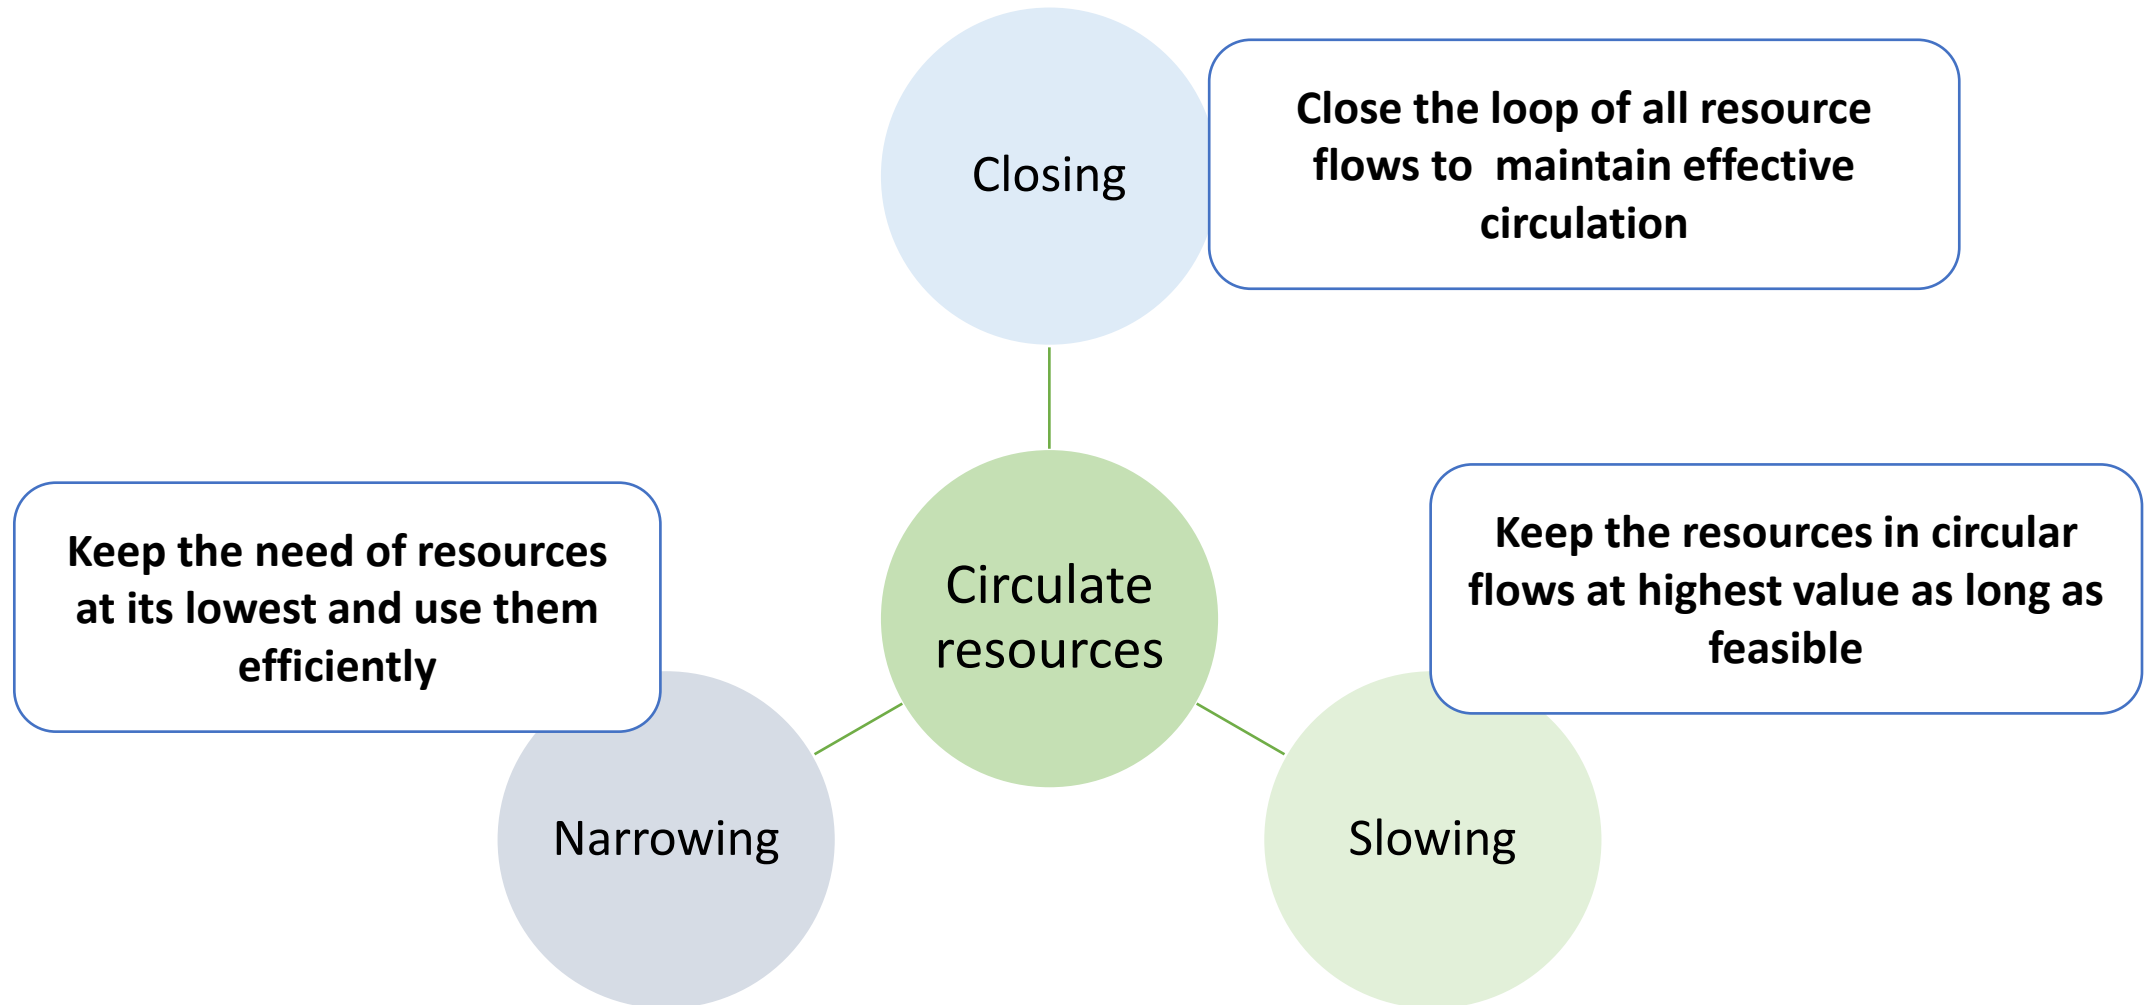 Closing
Close the loop of all resource
flows to  maintain effective
circulation
Keep the need of resources
at its lowest and use them
efficiently
Circulate
resources
Keep the resources in circular
flows at highest value as long as
feasible
Narrowing
Slowing